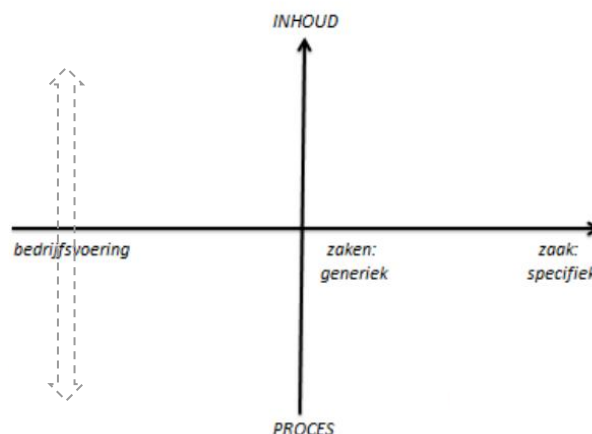 INHOUD
bedrijfsvoering
zaken:
generiek
zaak:
specifiek
PROCES